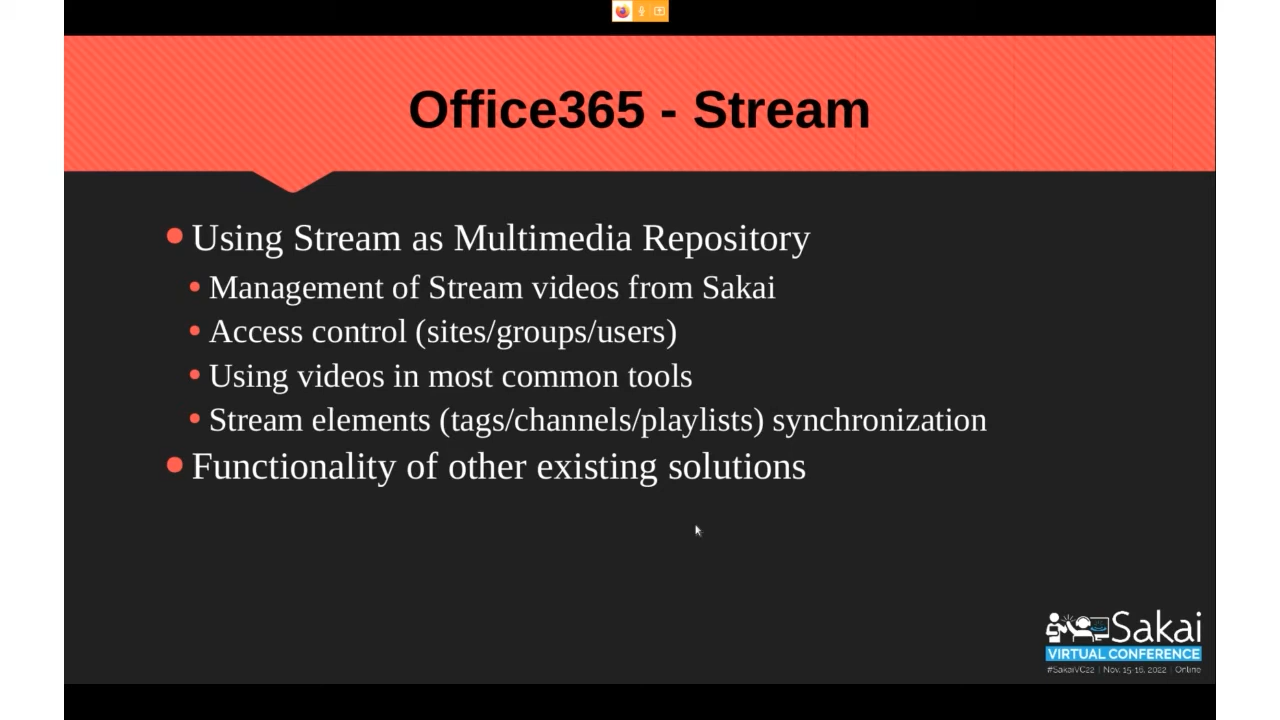 Office365 - Stream
Using Stream as Multimedia Repository
Management of Stream videos from Sakai
Access control (sites/groups/users)
Using videos in most common tools
Stream elements (tags/channels/playlists) synchronization
Functionality of other existing solutions
Sakai
VIRTUAL CONFERENCE
#SakaiVC22 | Nov. 15-16, 2022 | Online